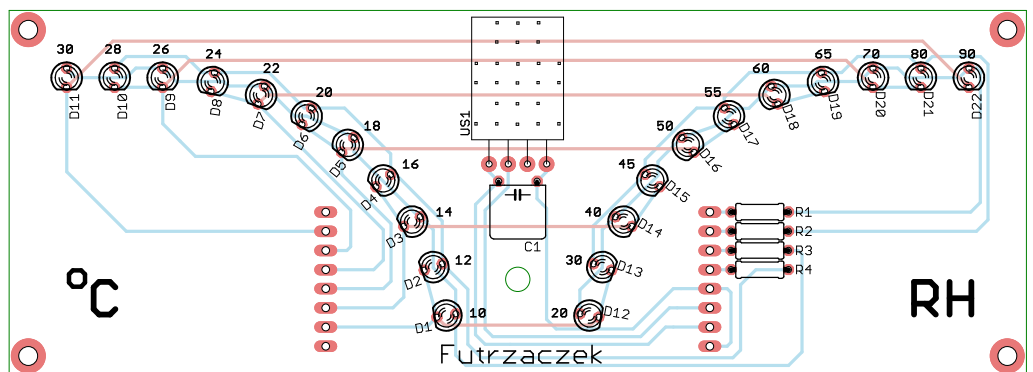 30 28 26 24 22 20 18 16 14 12 10
D11 D10 D9 D8 D7 D6 D5 D4 D3 D2 D1
US1
C1
20 30 40 45 50 55 60 65 70 80 90
D12 D13 D14 D15 D16 D17 D18 D19 D20 D21 D22
R1
R2
R3
R4
°C
RH
Futrzaczek